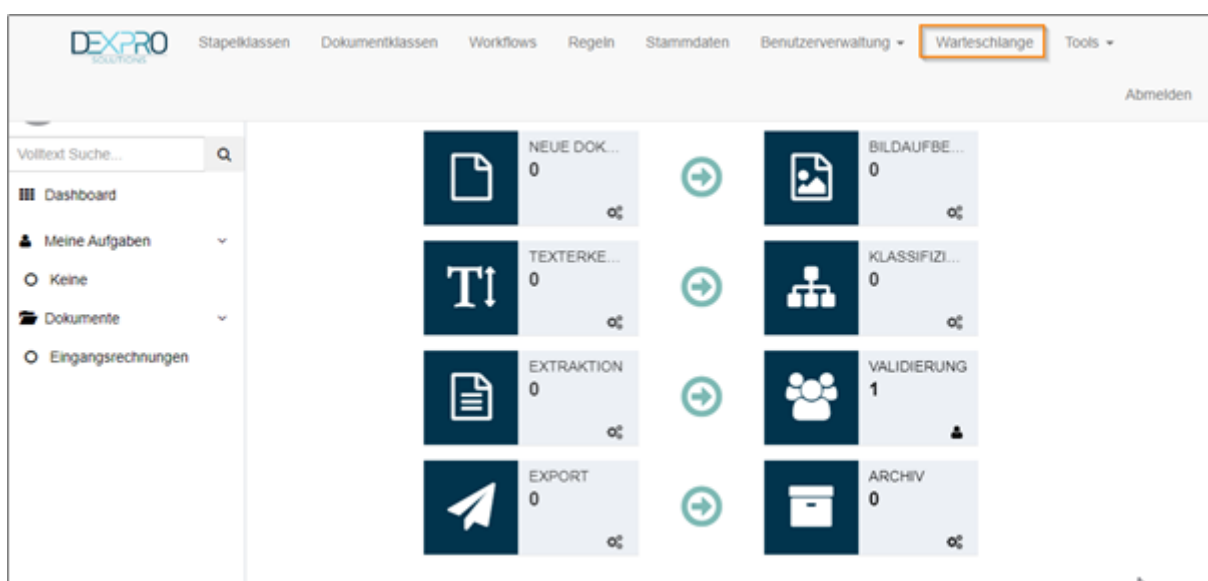 DEXPRO
SOLUTIONS
Stapelklassen Dokumentklassen Workflows Regeln Stammdaten Benutzerverwaltung Warteschlange Tools
Abmelden
Volltext Suche...
Dashboard
Meine Aufgaben
Keine
Dokumente
Eingangsrechnungen
NEUE DOK...
0
BILDAUFBE...
0
TEXTERKE...
0
KLASSIFIZI...
0
EXTRAKTION
0
VALIDIERUNG
1
EXPORT
0
ARCHIV
0